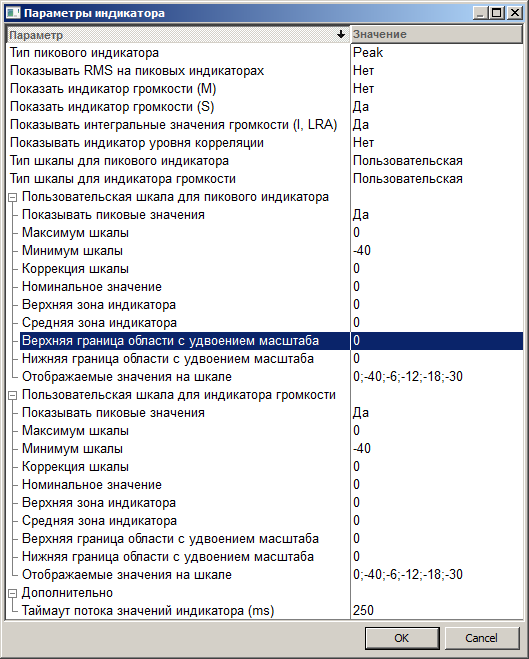 Параметры индикатора
Параметр Значение
Тип пикового индикатора Peak
Показывать RMS на пиковых индикаторах Нет
Показать индикатор громкости (M) Нет
Показать индикатор громкости (S) Да
Показывать интегральные значения громкости (I, LRA) Да
Показывать индикатор уровня корреляции Нет
Тип шкалы для пикового индикатора Пользовательская
Тип шкалы для индикатора громкости Пользовательская
Пользовательская шкала для пикового индикатора
Показывать пиковые значения Да
Максимум шкалы 0
Минимум шкалы -40
Коррекция шкалы 0
Номинальное значение 0
Верхняя зона индикатора 0
Средняя зона индикатора 0
Верхняя граница области с удвоением масштаба 0
Нижняя граница области с удвоением масштаба 0
Отображаемые значения на шкале 0;-40;-6;-12;-18;-30
Пользовательская шкала для индикатора громкости
Показывать пиковые значения Да
Максимум шкалы 0
Минимум шкалы -40
Коррекция шкалы 0
Номинальное значение 0
Верхняя зона индикатора 0
Средняя зона индикатора 0
Верхняя граница области с удвоением масштаба 0
Нижняя граница области с удвоением масштаба 0
Отображаемые значения на шкале 0;-40;-6;-12;-18;-30
Дополнительно
Таймаут потока значений индикатора (ms) 250
OK Cancel